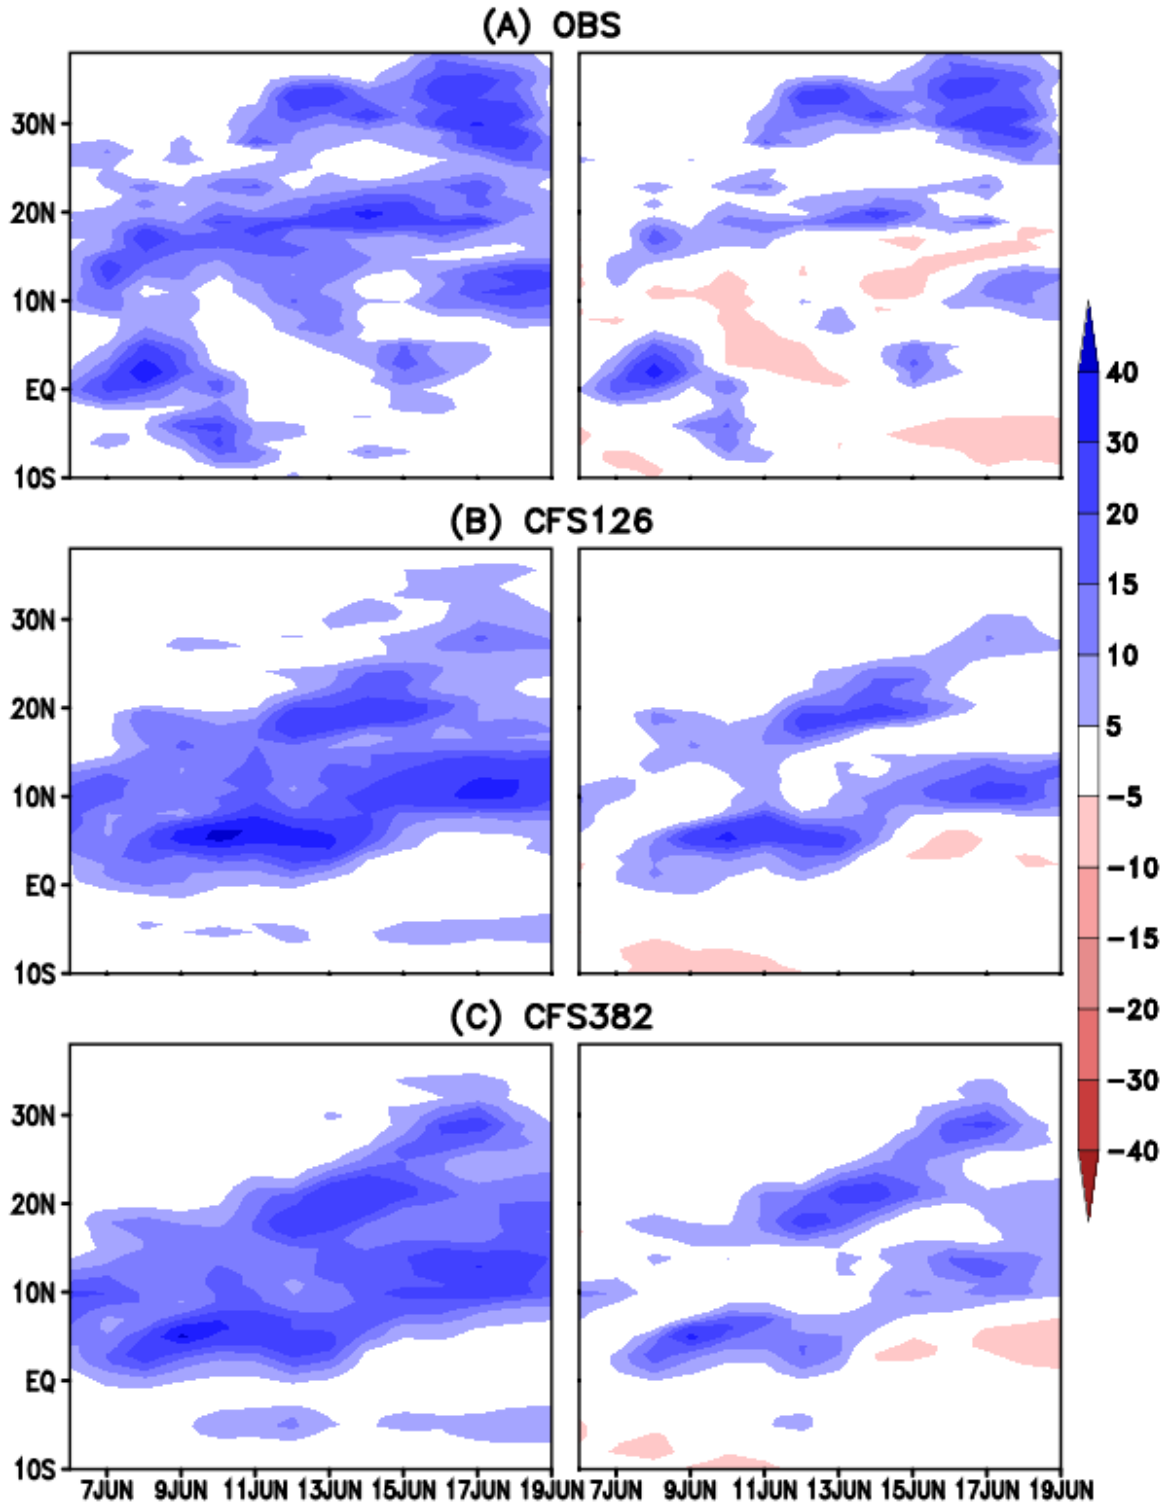 (A) OBS
30N
20N
10N
EQ
10S
(B) CFS126
30N
20N
10N
EQ
10S
(C) CFS382
30N
20N
10N
EQ
10S
7JUN 9JUN 11JUN 13JUN 15JUN 17JUN 19JUN 7JUN 9JUN 11JUN 13JUN 15JUN 17JUN 19JUN
40
30
20
15
10
5
-5
-10
-15
-20
-30
-40